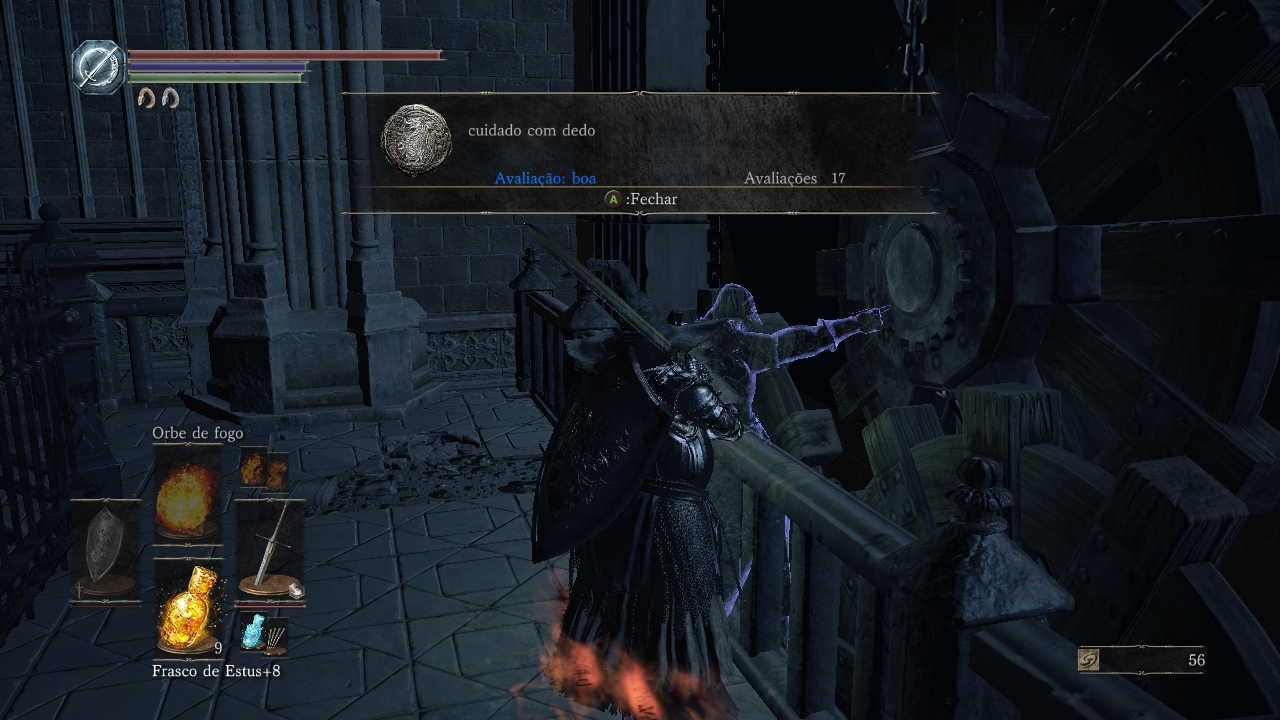 cuidado com dedo
Avaliação: boa
Avaliações 17
A :Fechar
Orbe de fogo
9
Frasco de Estus+8
56